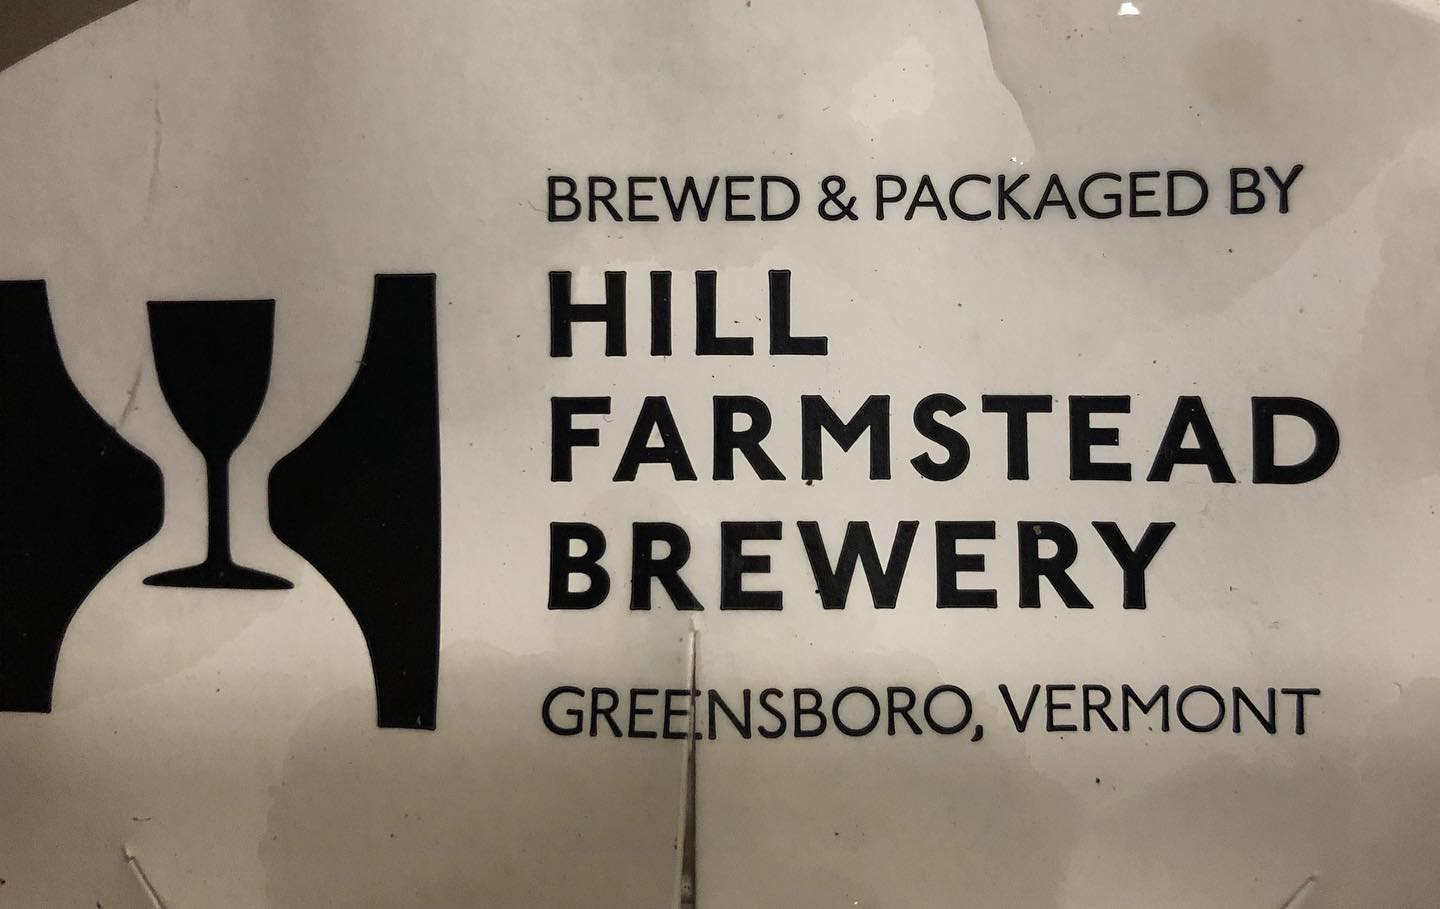 BREWED & PACKAGED BY
HILL
FARMSTEAD
BREWERY
GREENSBORO, VERMONT